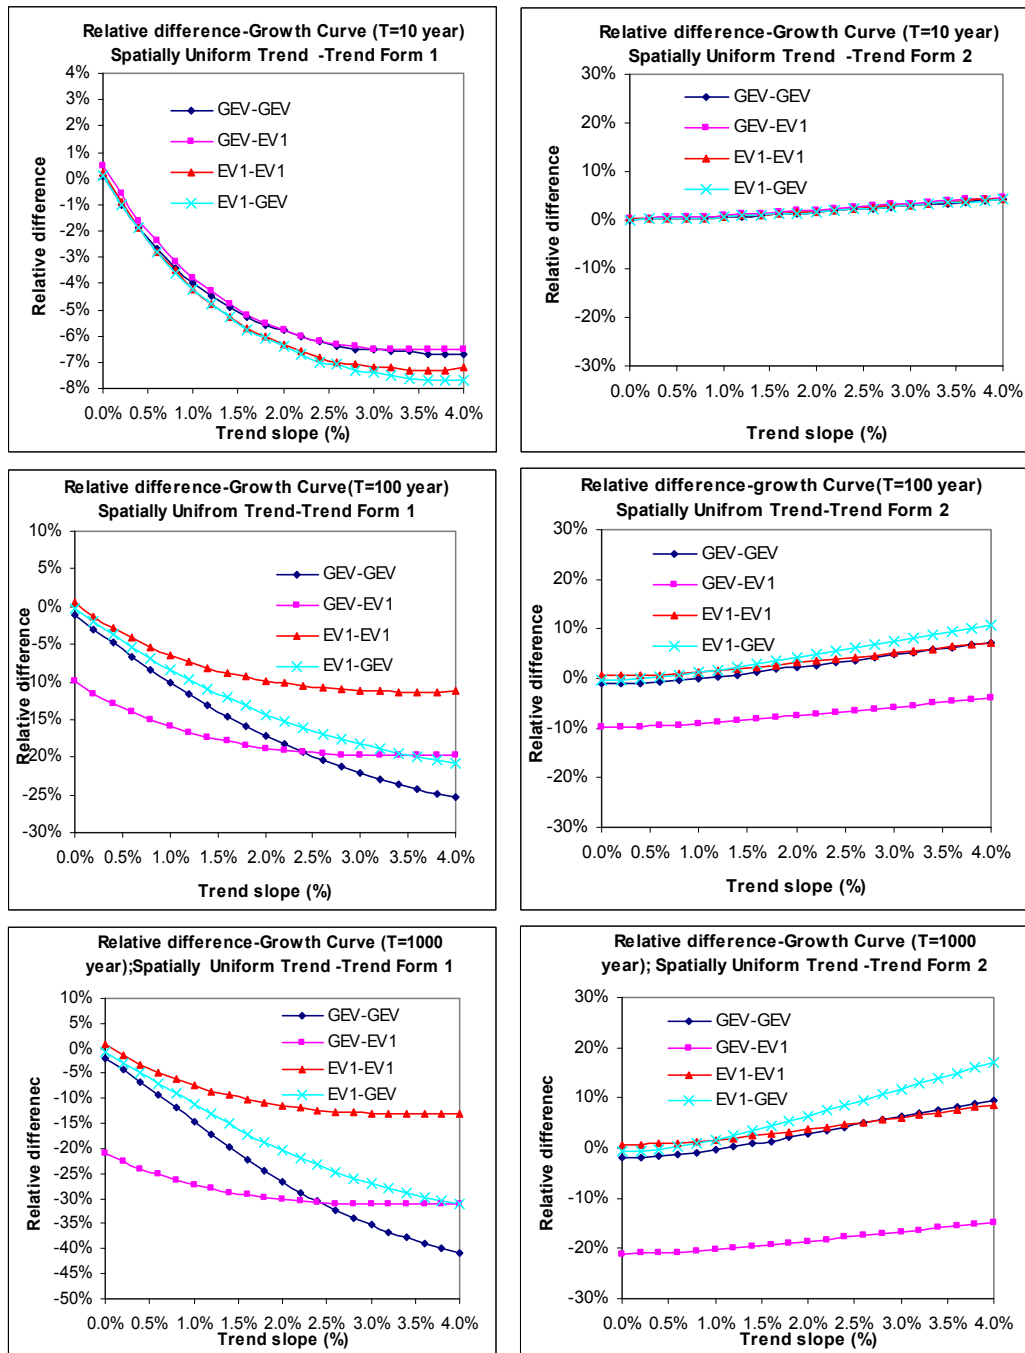 Relative difference-Growth Curve (T=10 year)
Spatially Uniform Trend -Trend Form 1
4%
3%
2%
1%
0%
-1%
-2%
-3%
-4%
-5%
-6%
-7%
-8%
GEV-GEV
GEV-EV1
EV1-EV1
EV1-GEV
Relative difference
0.0% 0.5% 1.0% 1.5% 2.0% 2.5% 3.0% 3.5% 4.0%
Trend slope (%)
Relative difference-Growth Curve (T=10 year)
Spatially Uniform Trend -Trend Form 2
30%
20%
10%
0%
-10%
-20%
-30%
GEV-GEV
GEV-EV1
EV1-EV1
EV1-GEV
Relative difference
0.0% 0.5% 1.0% 1.5% 2.0% 2.5% 3.0% 3.5% 4.0%
Trend slope (%)
Relative difference-Growth Curve(T=100 year)
Spatially Unifrom Trend-Trend Form 1
10%
5%
0%
-5%
-10%
-15%
-20%
-25%
-30%
GEV-GEV
GEV-EV1
EV1-EV1
EV1-GEV
Relative difference
0.0% 0.5% 1.0% 1.5% 2.0% 2.5% 3.0% 3.5% 4.0%
Trend slope (%)
Relative difference-growth Curve(T=100 year)
Spatially Unifrom Trend-Trend Form 2
30%
20%
10%
0%
-10%
-20%
-30%
GEV-GEV
GEV-EV1
EV1-EV1
EV1-GEV
Relative difference
0.0% 0.5% 1.0% 1.5% 2.0% 2.5% 3.0% 3.5% 4.0%
Trend slope (%)
Relative difference-Growth Curve (T=1000
year);Spatially Uniform Trend -Trend Form 1
10%
5%
0%
-5%
-10%
-15%
-20%
-25%
-30%
-35%
-40%
-45%
-50%
GEV-GEV
GEV-EV1
EV1-EV1
EV1-GEV
Relative differenec
0.0% 0.5% 1.0% 1.5% 2.0% 2.5% 3.0% 3.5% 4.0%
Trend slope (%)
Relative difference-Growth Curve (T=1000
year); Spatially Uniform Trend -Trend Form 2
30%
20%
10%
0%
-10%
-20%
-30%
GEV-GEV
GEV-EV1
EV1-EV1
EV1-GEV
Relative difference
0.0% 0.5% 1.0% 1.5% 2.0% 2.5% 3.0% 3.5% 4.0%
Trend slope (%)